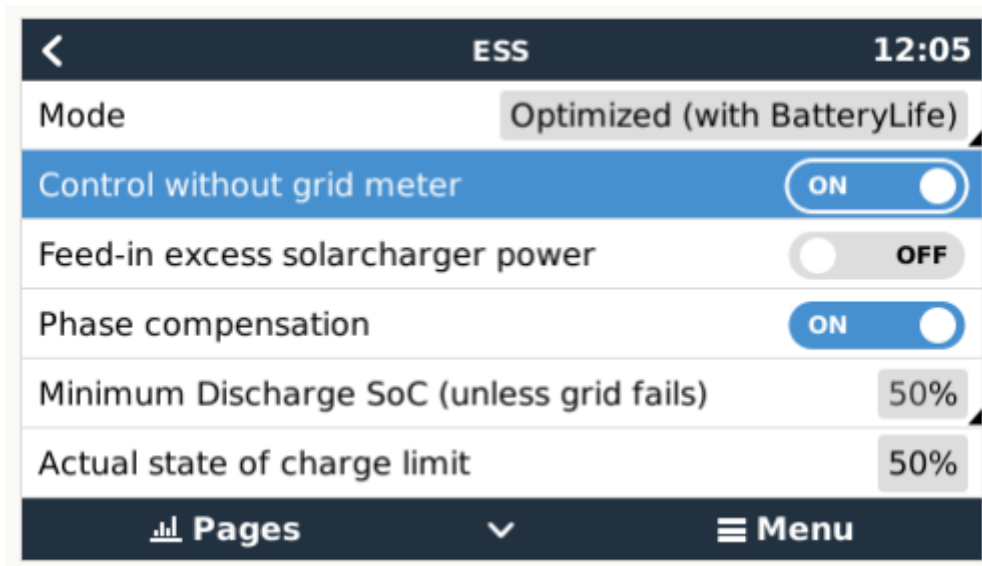 ESS 12:05
Mode Optimized (with BatteryLife)
Control without grid meter ON
Feed-in excess solarcharger power OFF
Phase compensation ON
Minimum Discharge SoC (unless grid fails) 50%
Actual state of charge limit 50%
Pages Menu